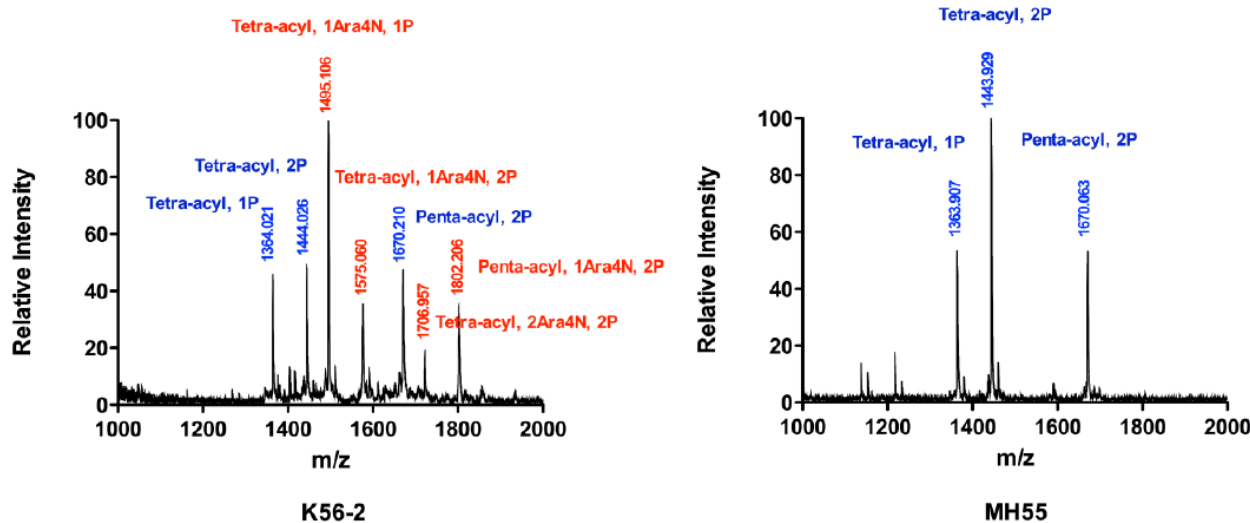 Tetra-acyl, 1Ara4N, 1P
1495.106
Tetra-acyl, 2P
Tetra-acyl, 1Ara4N, 2P
Tetra-acyl, 1P
1364.021
1444.026
Penta-acyl, 2P
1670.210
1575.060
1802.206
Penta-acyl, 1Ara4N, 2P
1706.957
Tetra-acyl, 2Ara4N, 2P
Relative Intensity
100
80
60
40
20
0
1000 1200 1400 1600 1800 2000
m/z
K56-2
Tetra-acyl, 2P
1443.929
Tetra-acyl, 1P
Penta-acyl, 2P
1363.907
1670.063
Relative Intensity
100
80
60
40
20
0
1000 1200 1400 1600 1800 2000
m/z
MH55